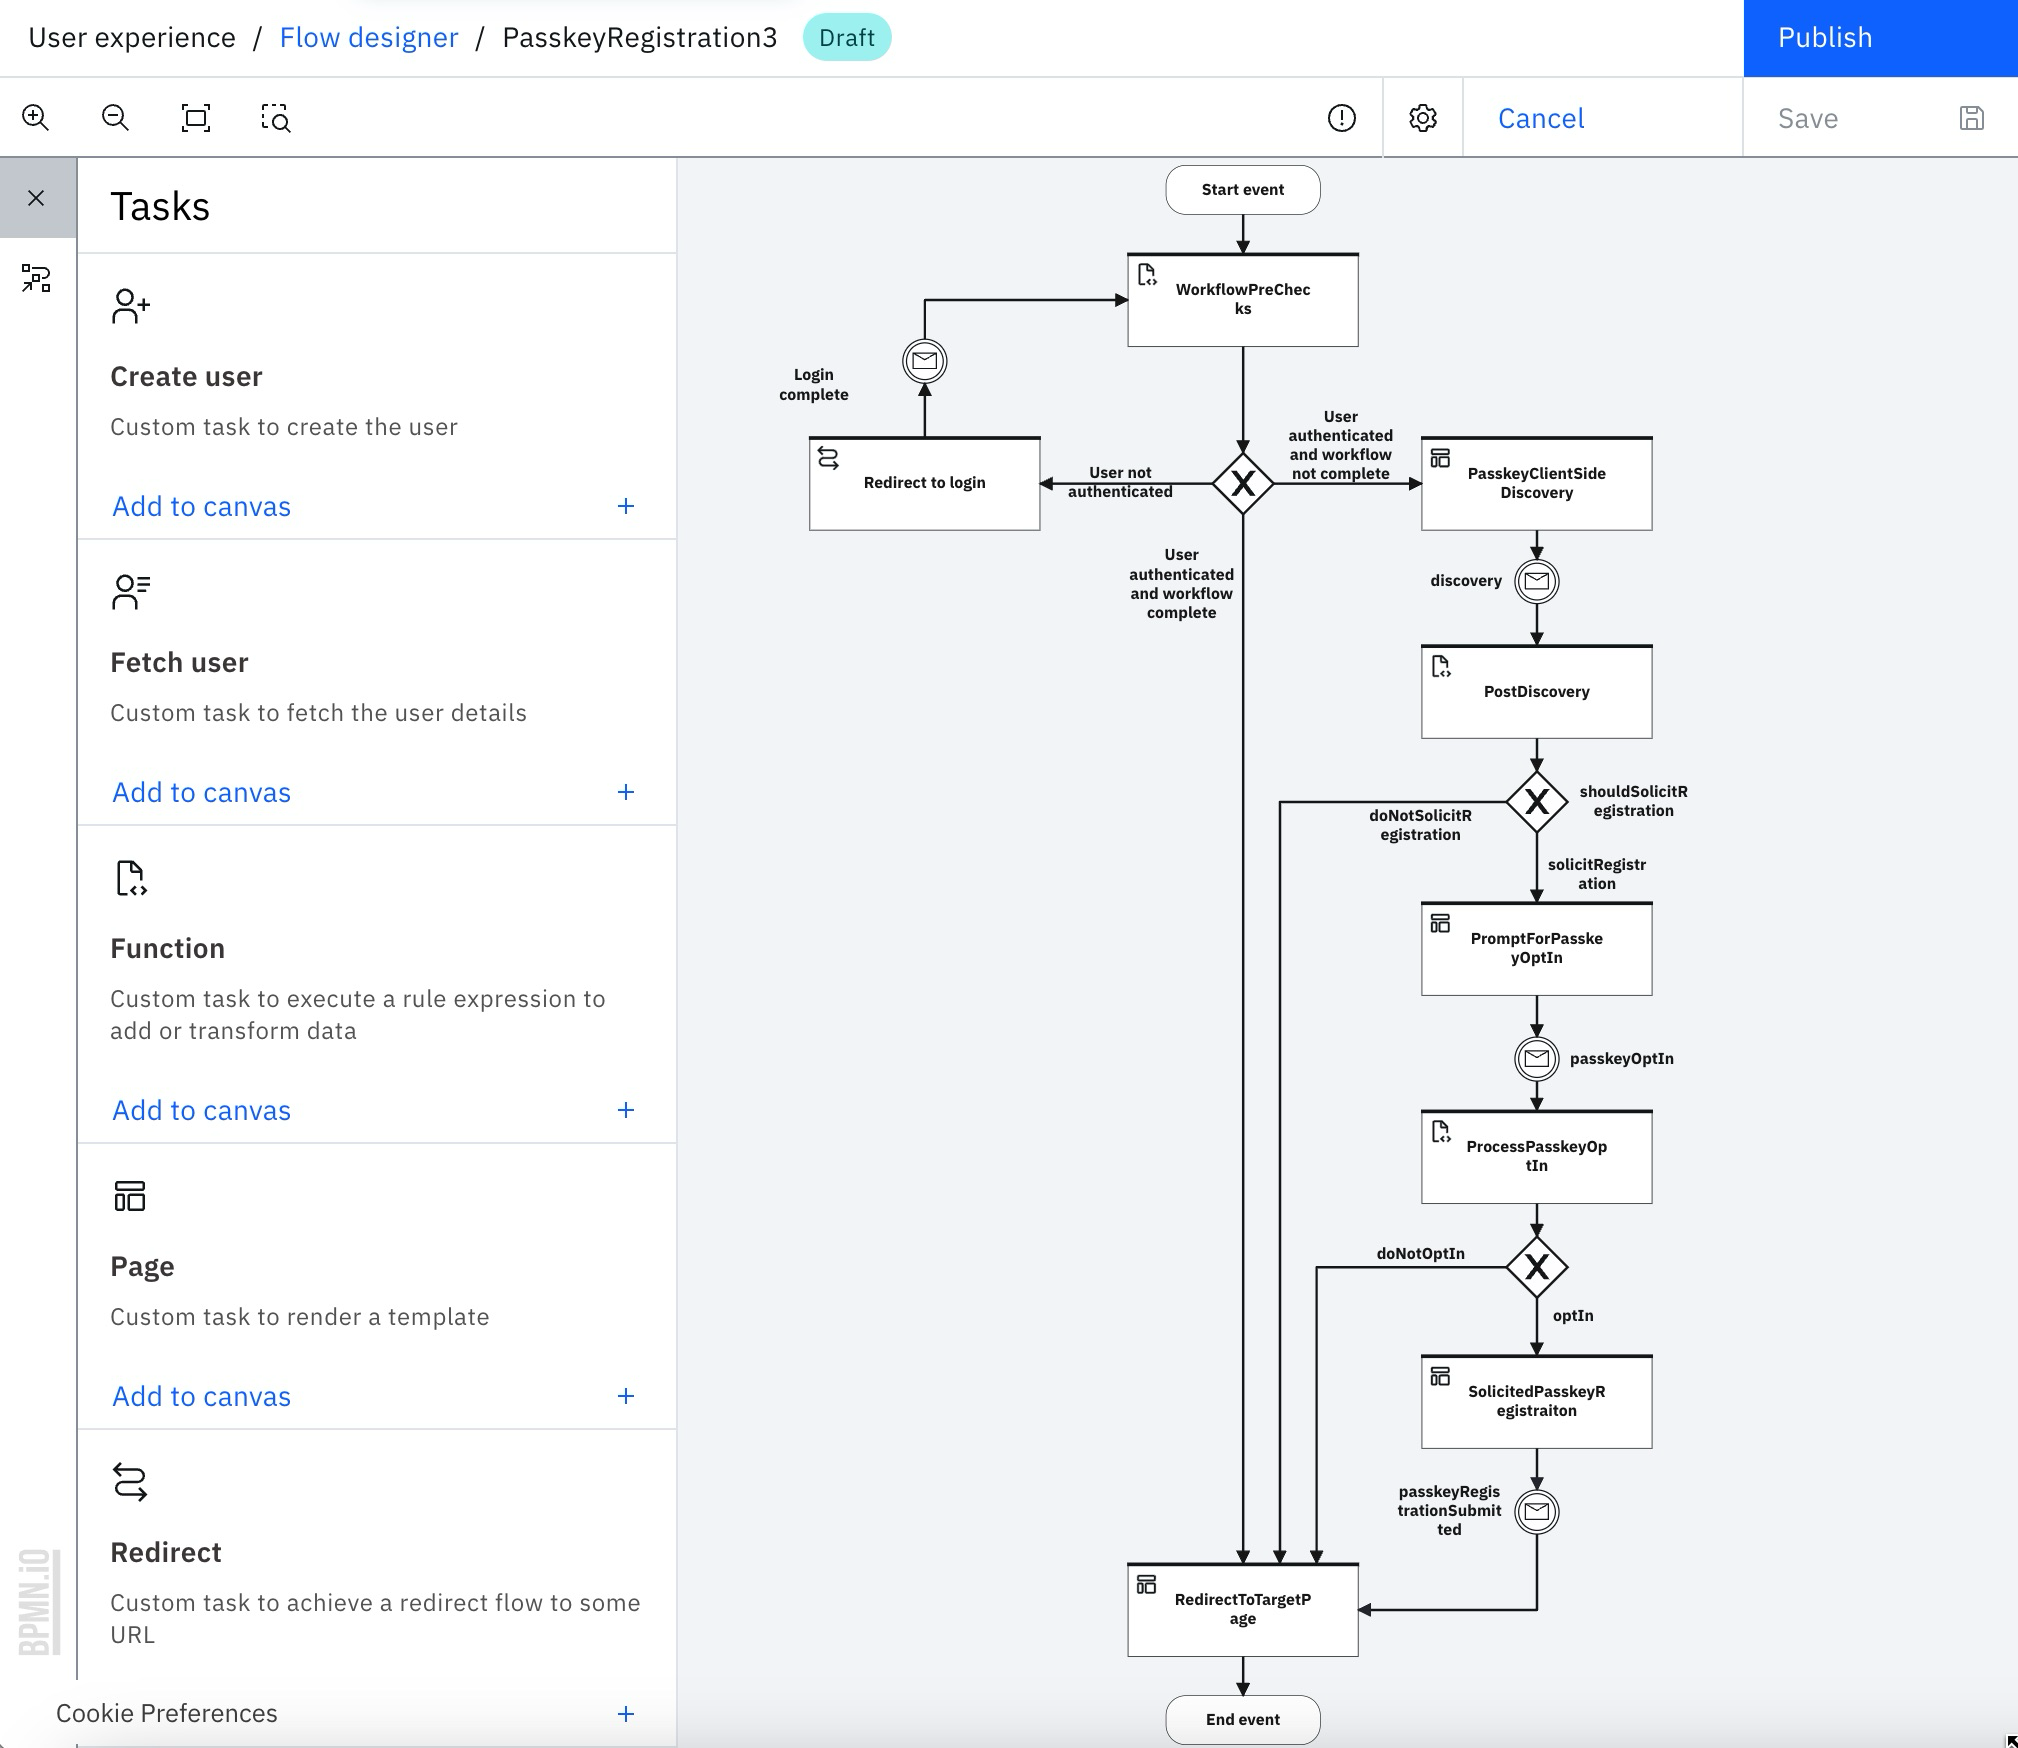 User experience / Flow designer / PasskeyRegistration3 Draft
Publish
Cancel
Save
Tasks
Create user
Custom task to create the user
Add to canvas +
Fetch user
Custom task to fetch the user details
Add to canvas +
Function
Custom task to execute a rule expression to
add or transform data
Add to canvas +
Page
Custom task to render a template
Add to canvas +
Redirect
Custom task to achieve a redirect flow to some
URL
Cookie Preferences +
BPMN.iO
Start event
WorkflowPreChec
ks
Login
complete
Redirect to login
User not
authenticated
X
User
authenticated
and workflow
not complete
PasskeyClientSide
Discovery
User
authenticated
and workflow
complete
discovery
PostDiscovery
X
shouldSolicitR
egistration
doNotSolicitR
egistration
solicitRegistr
ation
PromptForPasske
yOptIn
passkeyOptIn
ProcessPasskeyOp
tIn
doNotOptIn
X
optIn
SolicitedPasskeyR
egistraiton
passkeyRegis
trationSubmit
ted
RedirectToTargetP
age
End event